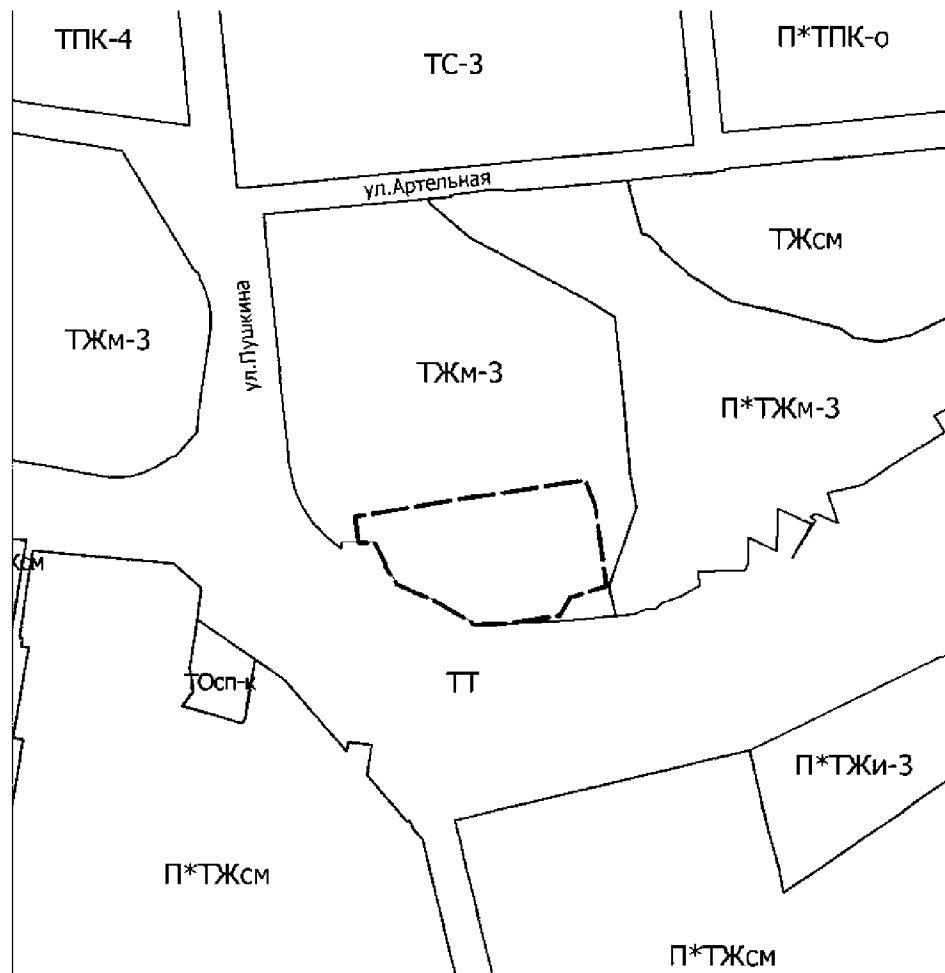 ТПК-4
ТС-3
П*ТПК-о
ул.Артельная
ТЖсм
ул.Пушкина
ТЖм-3
ТЖм-3
П*ТЖм-3
ТОсп-к
ТТ
П*ТЖи-3
П*ТЖсм
П*ТЖсм